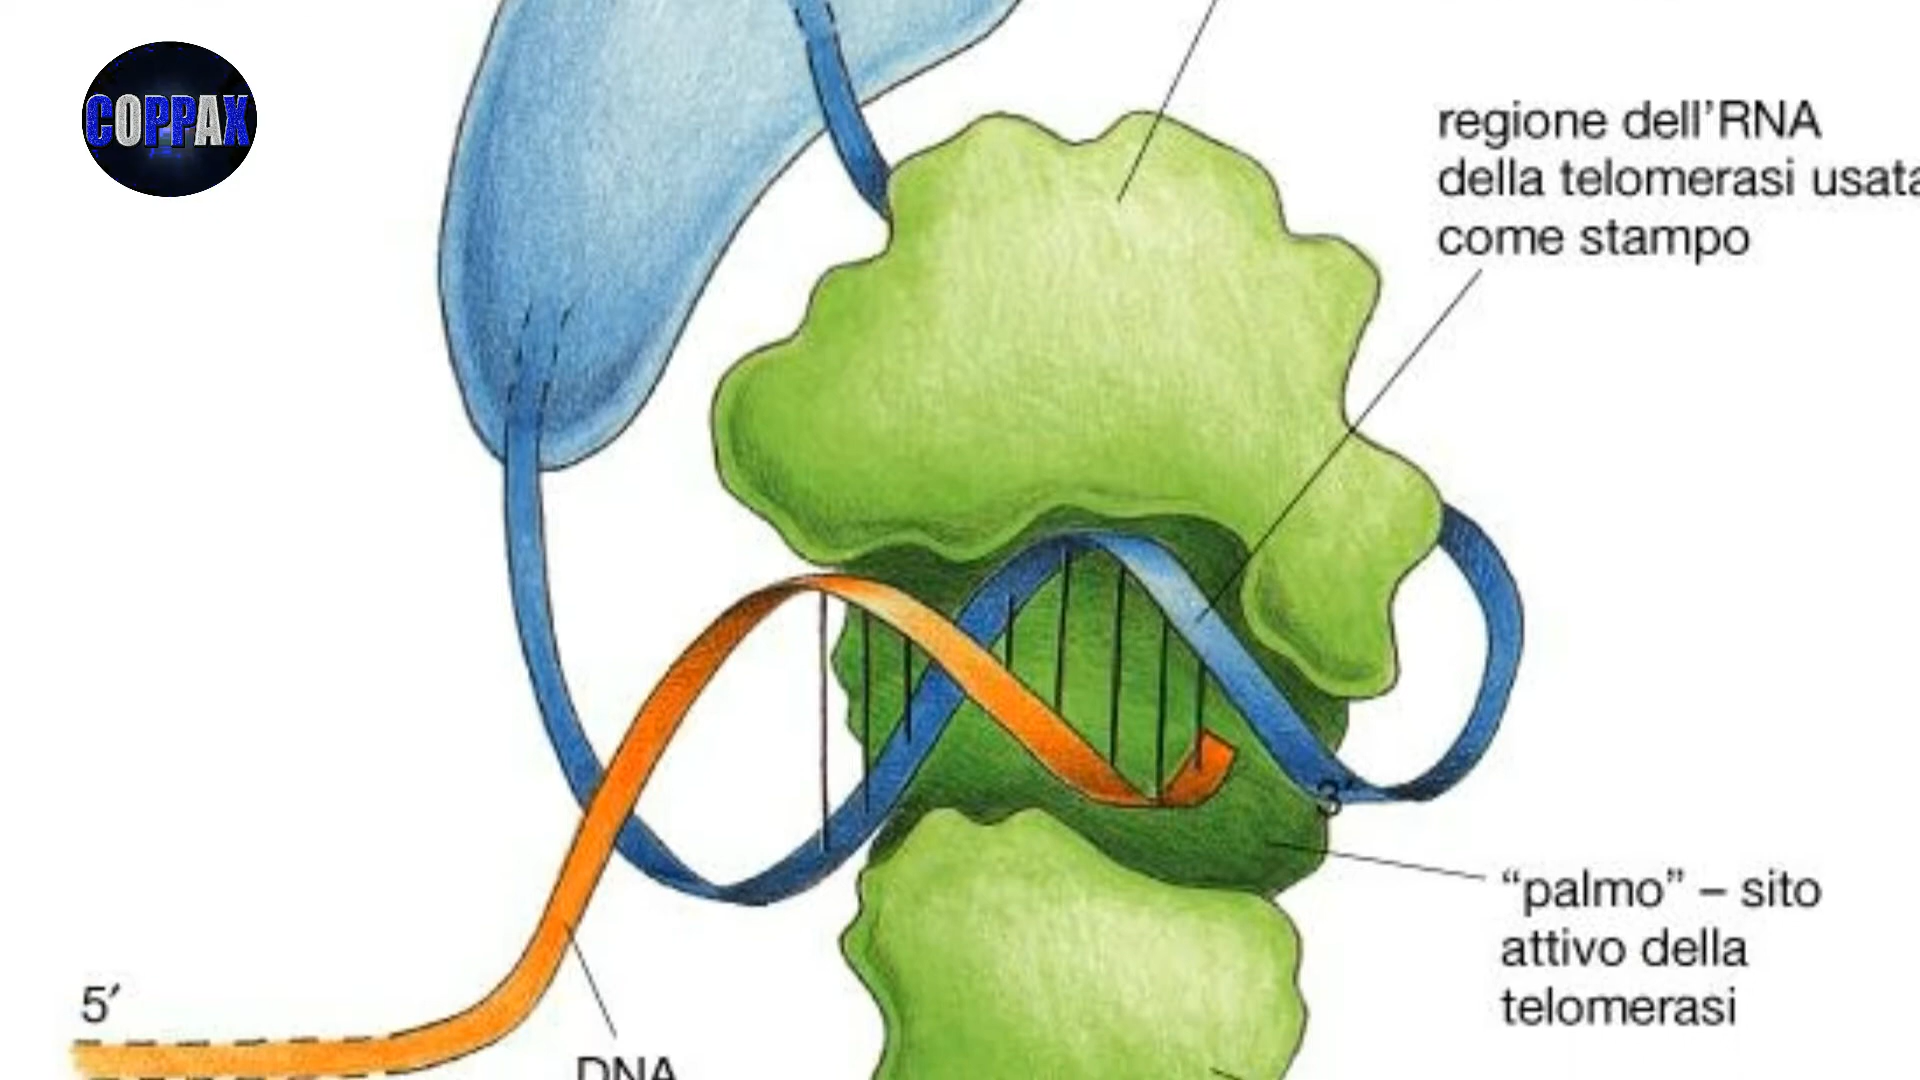 COPPAX
regione dell’RNA
della telomerasi usata
come stampo
3′
“palmo” – sito
attivo della
telomerasi
5′
DNA